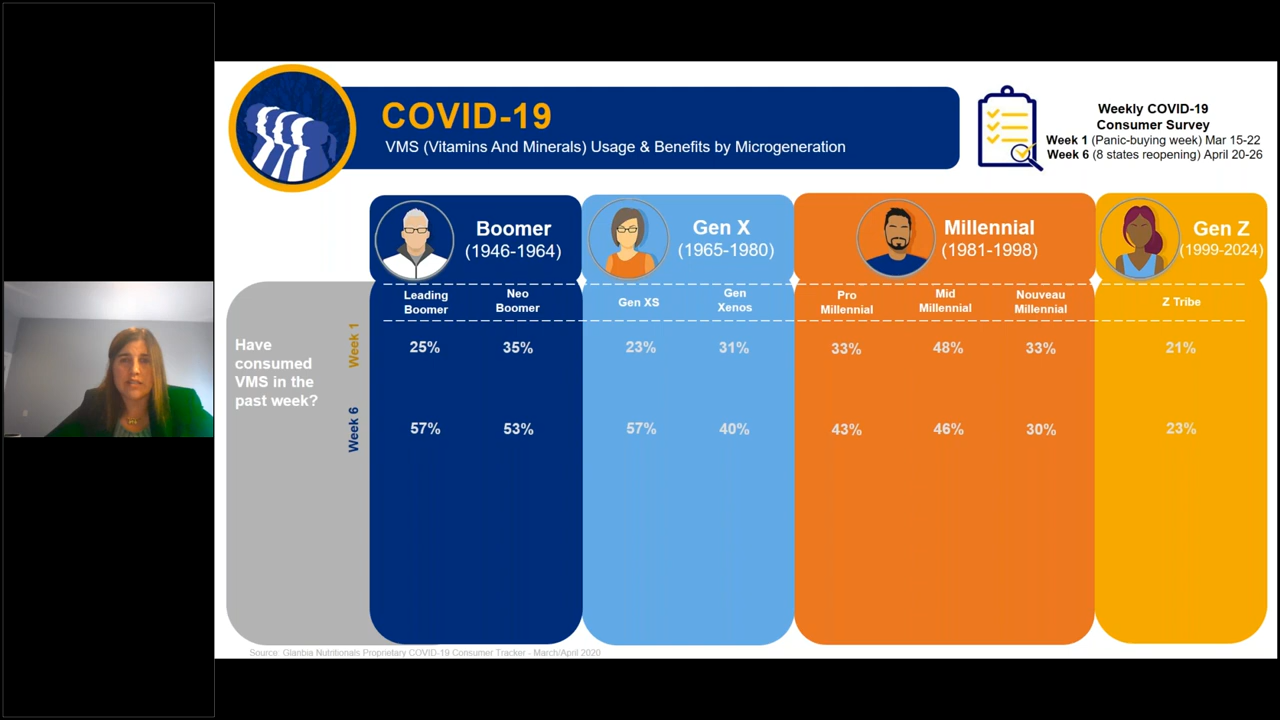 COVID-19
VMS (Vitamins And Minerals) Usage & Benefits by Microgeneration
Weekly COVID-19
Consumer Survey
Week 1 (Panic-buying week) Mar 15-22
Week 6 (8 states reopening) April 20-26
Boomer
(1946-1964)
Gen X
(1965-1980)
Millennial
(1981-1998)
Gen Z
(1999-2024)
Leading
Boomer
Neo
Boomer
Gen XS
Gen
Xenos
Pro
Millennial
Mid
Millennial
Nouveau
Millennial
Z Tribe
Have
consumed
VMS in the
past week?
Week 1
25% 35% 23% 31% 33% 48% 33% 21%
Week 6
57% 53% 57% 40% 43% 46% 30% 23%
Source: Glanbia Nutritionals Proprietary COVID-19 Consumer Tracker - March/April 2020